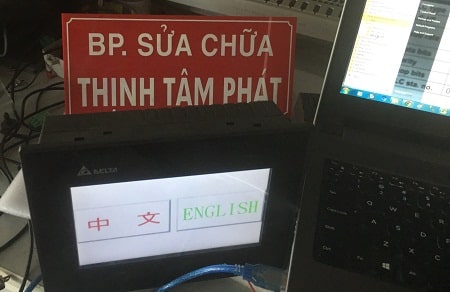 BP. SỬA CHỮA
THỊNH TÂM PHÁT
DELTA
中文
ENGLISH